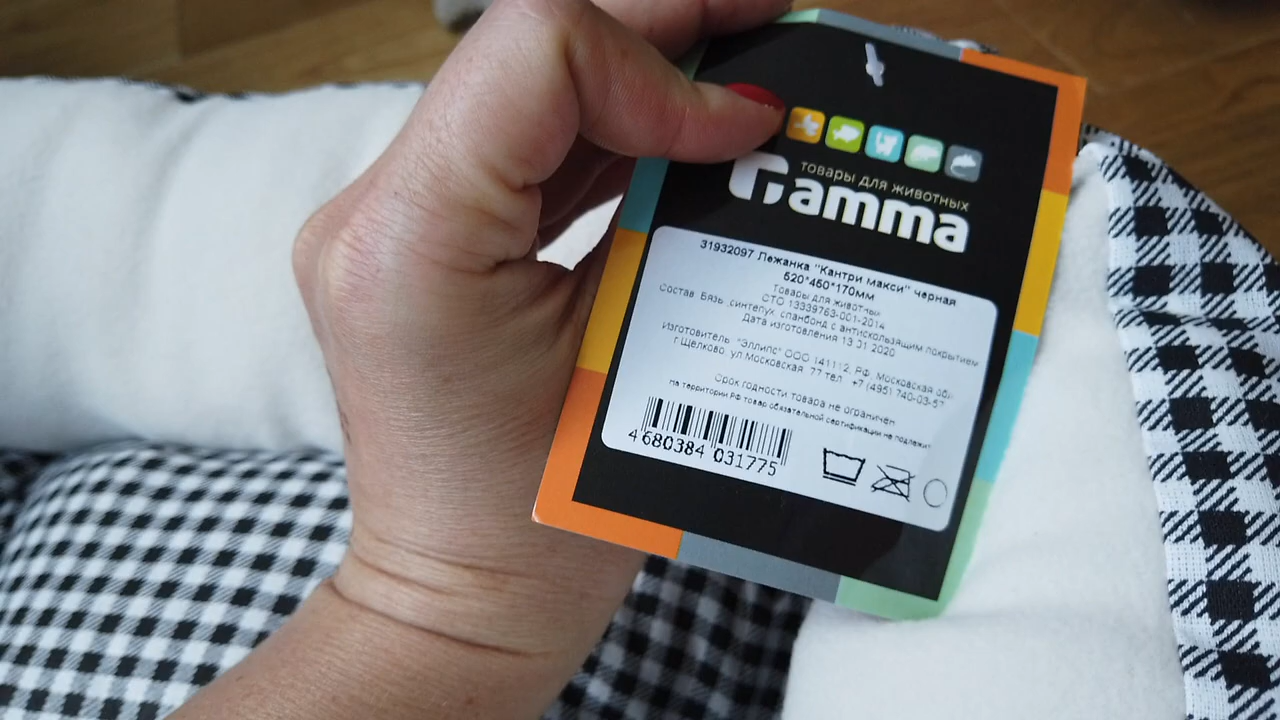 товары для животных
Гamma
31932097 Лежанка "Кантри макси" черная
520*450*170мм
Товары для животных
СТО 13339763-001-2014
Состав: Бязь, синтепух, спанбонд с антискользящим покрытием
Дата изготовления 13.01.2020
Изготовитель "Эллипс" ООО 141112, РФ, Московская об
г.Щелково, ул.Московская, 77 тел. +7 (495) 740-03-57
Срок годности товара не ограничен
на территории РФ товар обязательной сертификации не подлежит
4 680384 031775